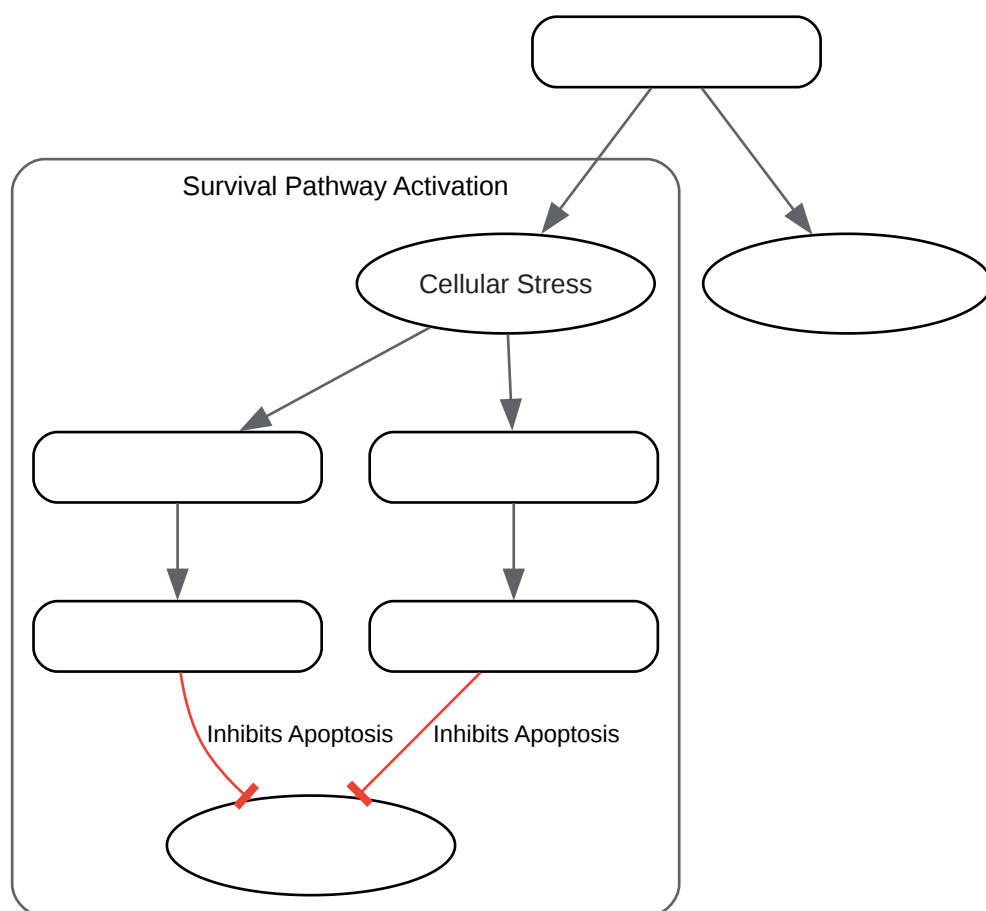 Survival Pathway Activation
Cellular Stress
Inhibits Apoptosis
Inhibits Apoptosis